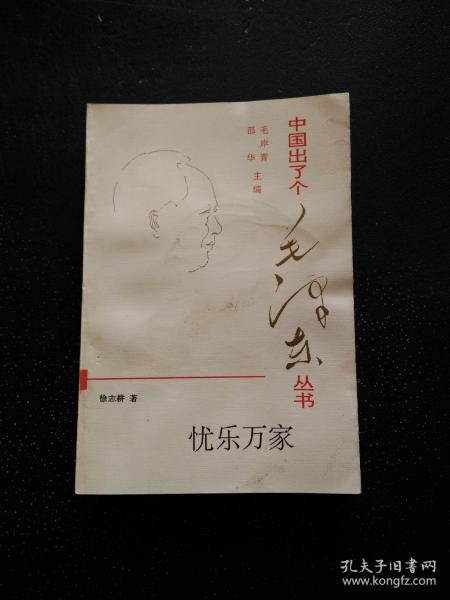 中国出了个
毛泽东
丛书
毛岸青
邵华 主编
徐志耕 著
忧乐万家
孔夫子旧书网
www.kongfz.com